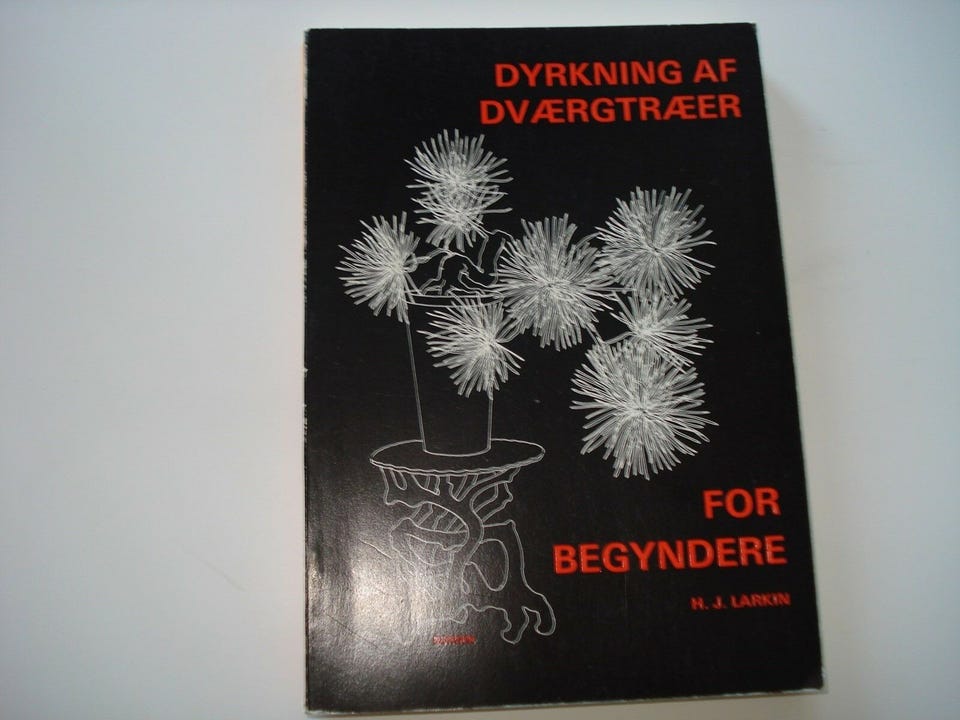 DYRKNING AF
DVÆRGTRÆER
FOR
BEGYNDERE
H. J. LARKIN